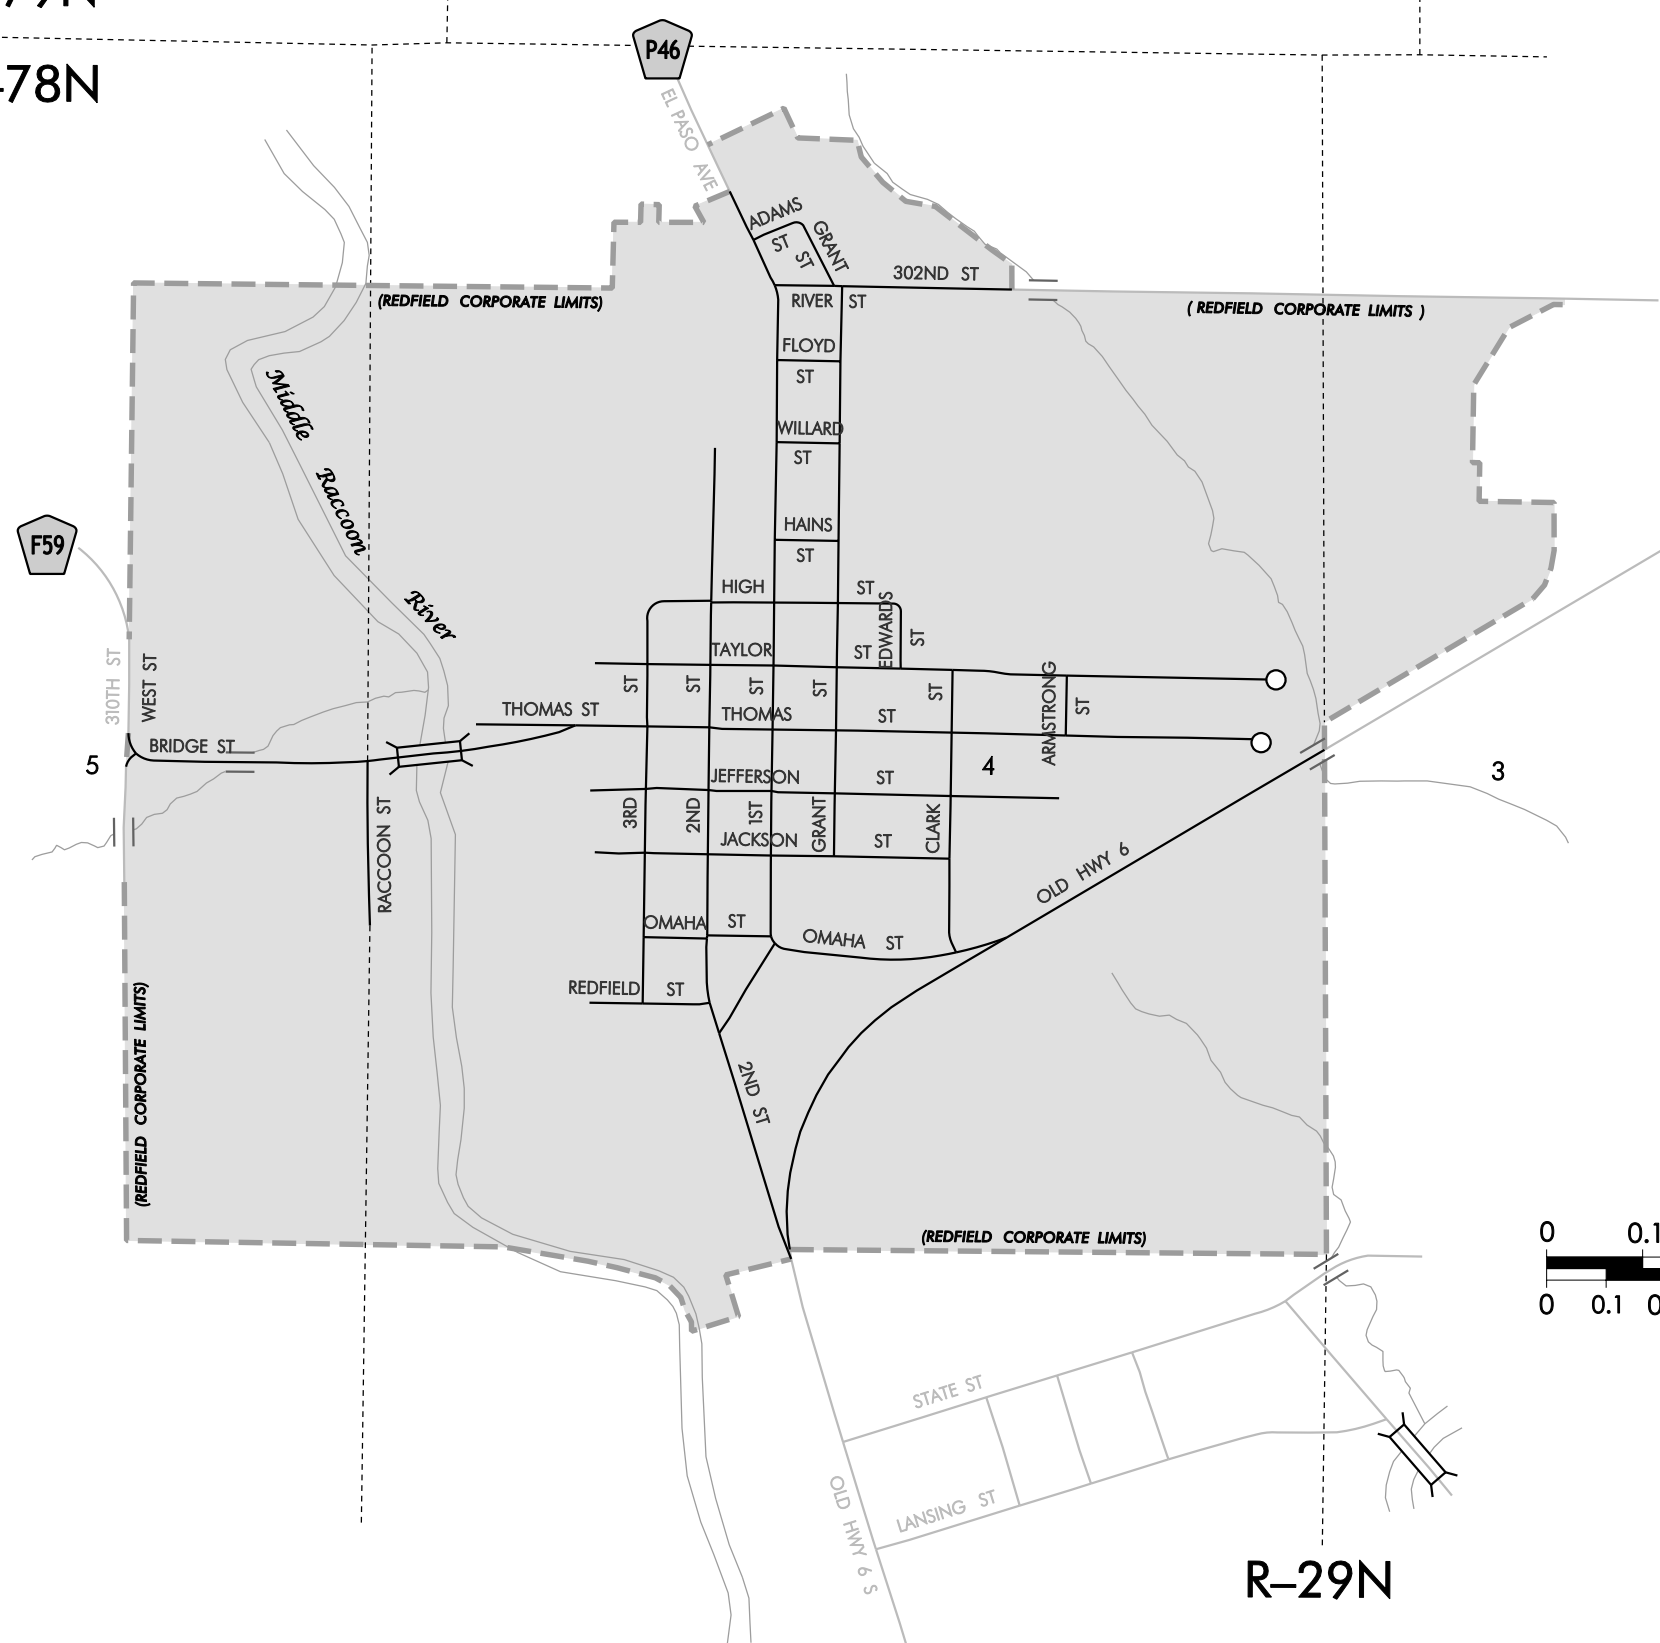 P46
-78N
EL PASO AVE
ADAMS ST
GRANT ST
302ND ST
(REDFIELD CORPORATE LIMITS)
RIVER ST
( REDFIELD CORPORATE LIMITS )
FLOYD
ST
Middle Raccoon River
WILLARD
ST
HAINS
ST
F59
HIGH ST
EDWARDS ST
TAYLOR ST
310TH ST
WEST ST
ST
ST
ST
ST
ST
ARMSTRONG ST
THOMAS ST
THOMAS ST
BRIDGE ST
5
4
3
JEFFERSON ST
RACCOON ST
3RD
2ND
1ST
GRANT
CLARK
JACKSON ST
OLD HWY 6
OMAHA ST
OMAHA ST
REDFIELD ST
(REDFIELD CORPORATE LIMITS)
2ND ST
(REDFIELD CORPORATE LIMITS)
0 0.1
0 0.1 0
STATE ST
OLD HWY 6 S
LANSING ST
R–29N